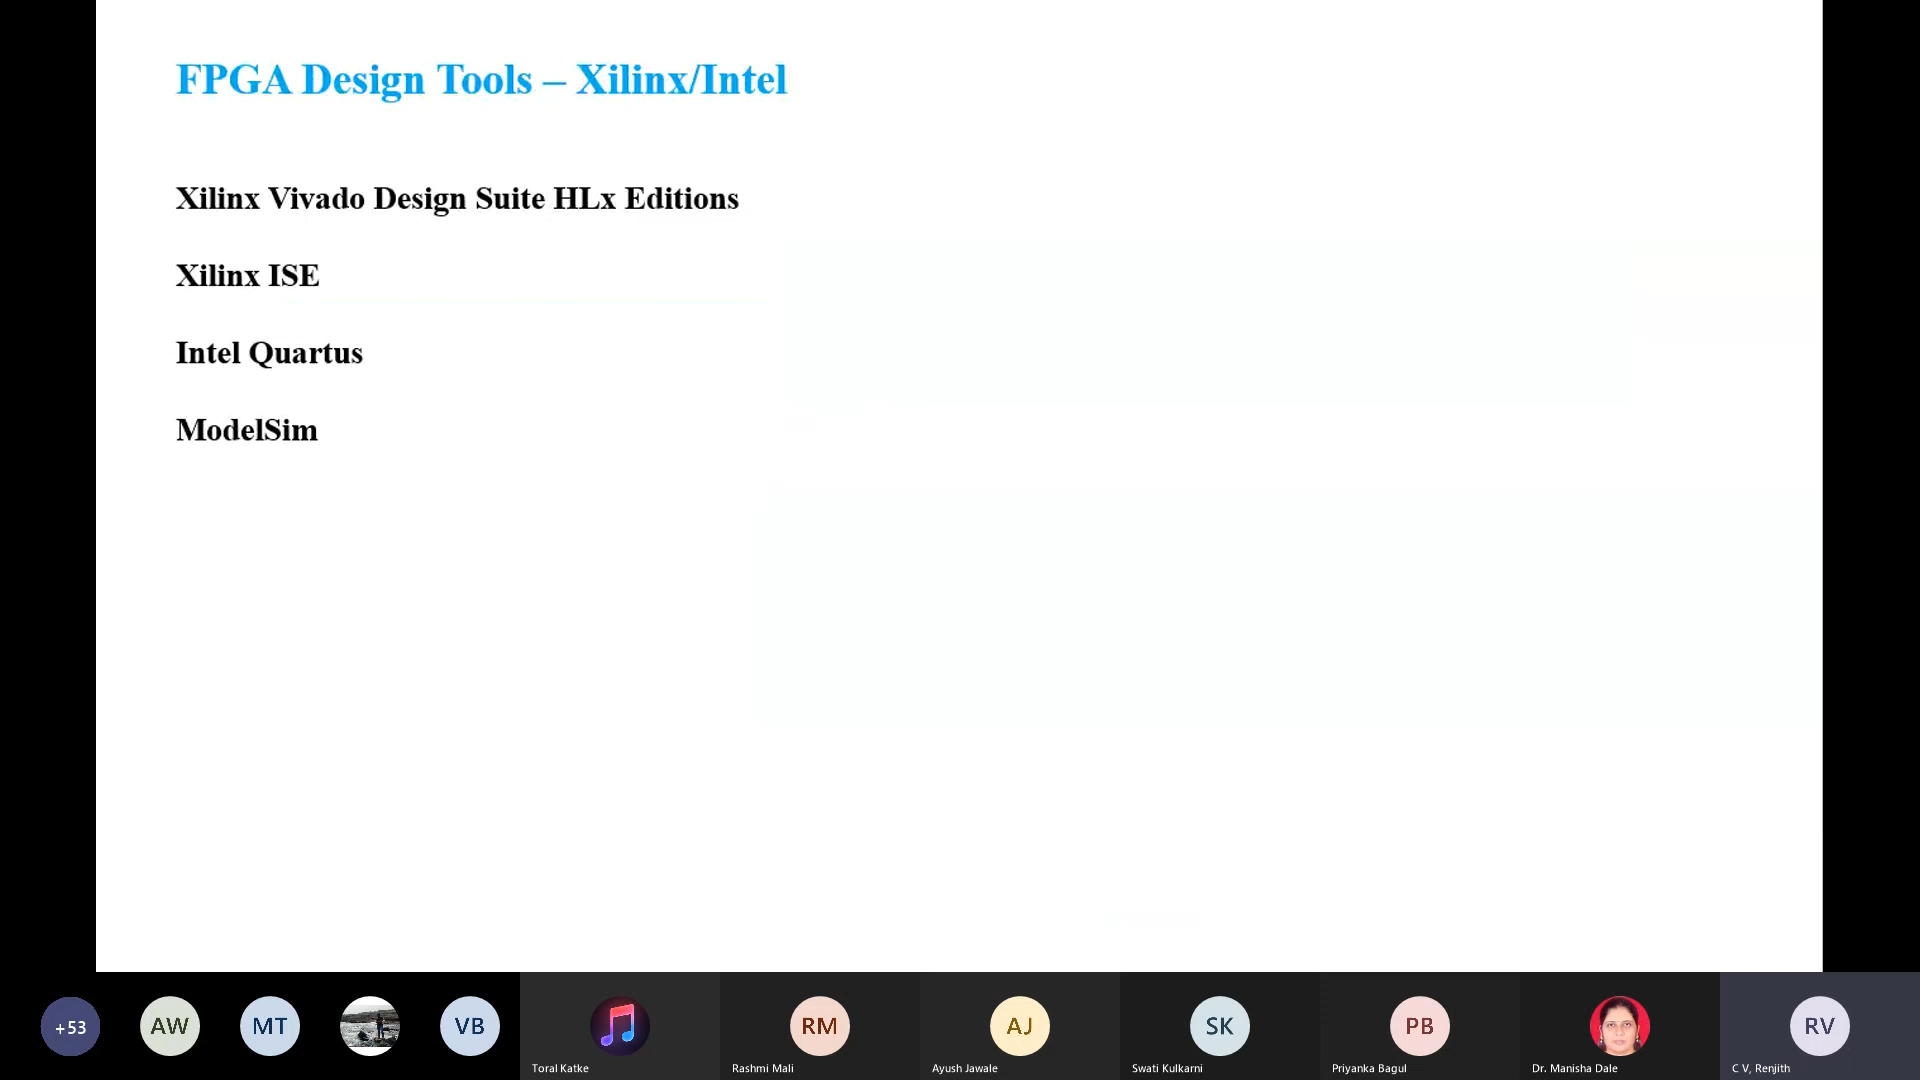 FPGA Design Tools – Xilinx/Intel
Xilinx Vivado Design Suite HLx Editions
Xilinx ISE
Intel Quartus
ModelSim
+53
AW
MT
VB
RM
AJ
SK
PB
RV
Toral Katke
Rashmi Mali
Ayush Jawale
Swati Kulkarni
Priyanka Bagul
Dr. Manisha Dale
C V, Renjith